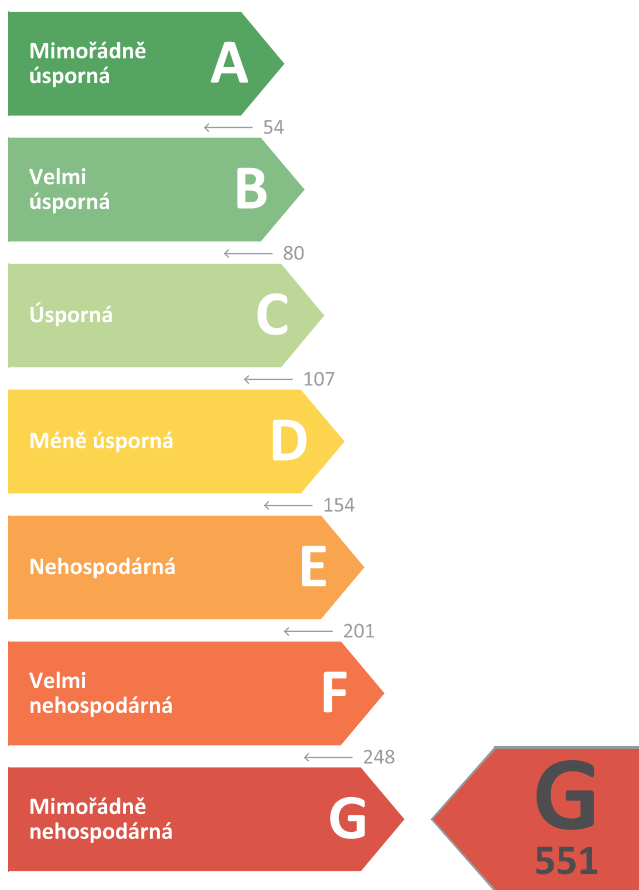 Mimořádně
úsporná
A
54
Velmi
úsporná
B
80
Úsporná
C
107
Méně úsporná
D
154
Nehospodárná
E
201
Velmi
nehospodárná
F
248
Mimořádně
nehospodárná
G
G
551